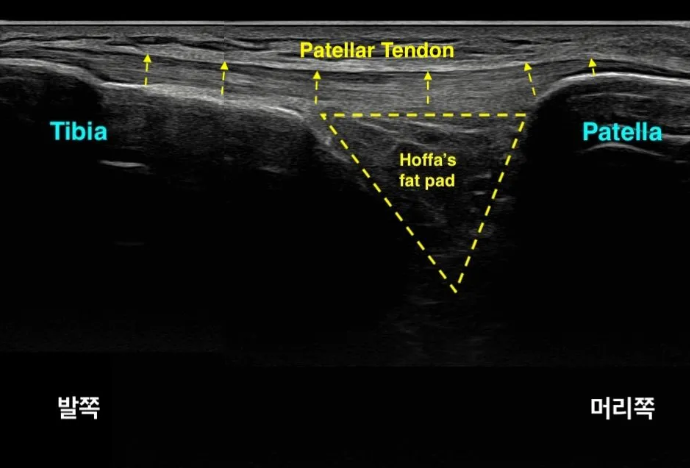 Patellar Tendon
Tibia
Patella
Hoffa's
fat pad
발쪽
머리쪽